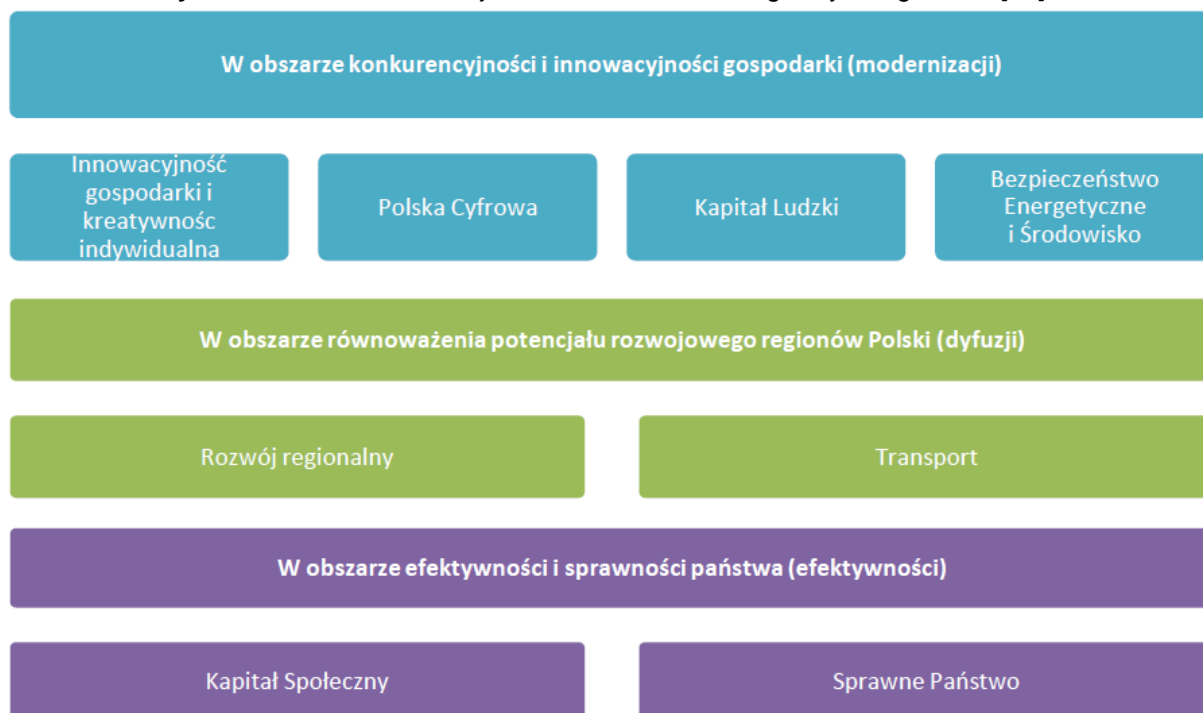 W obszarze konkurencyjności i innowacyjności gospodarki (modernizacji)
Innowacyjność
gospodarki i
kreatywnośc
indywidualna
Polska Cyfrowa
Kapitał Ludzki
Bezpieczeństwo
Energetyczne
i Środowisko
W obszarze równoważenia potencjału rozwojowego regionów Polski (dyfuzji)
Rozwój regionalny
Transport
W obszarze efektywności i sprawności państwa (efektywności)
Kapitał Społeczny
Sprawne Państwo